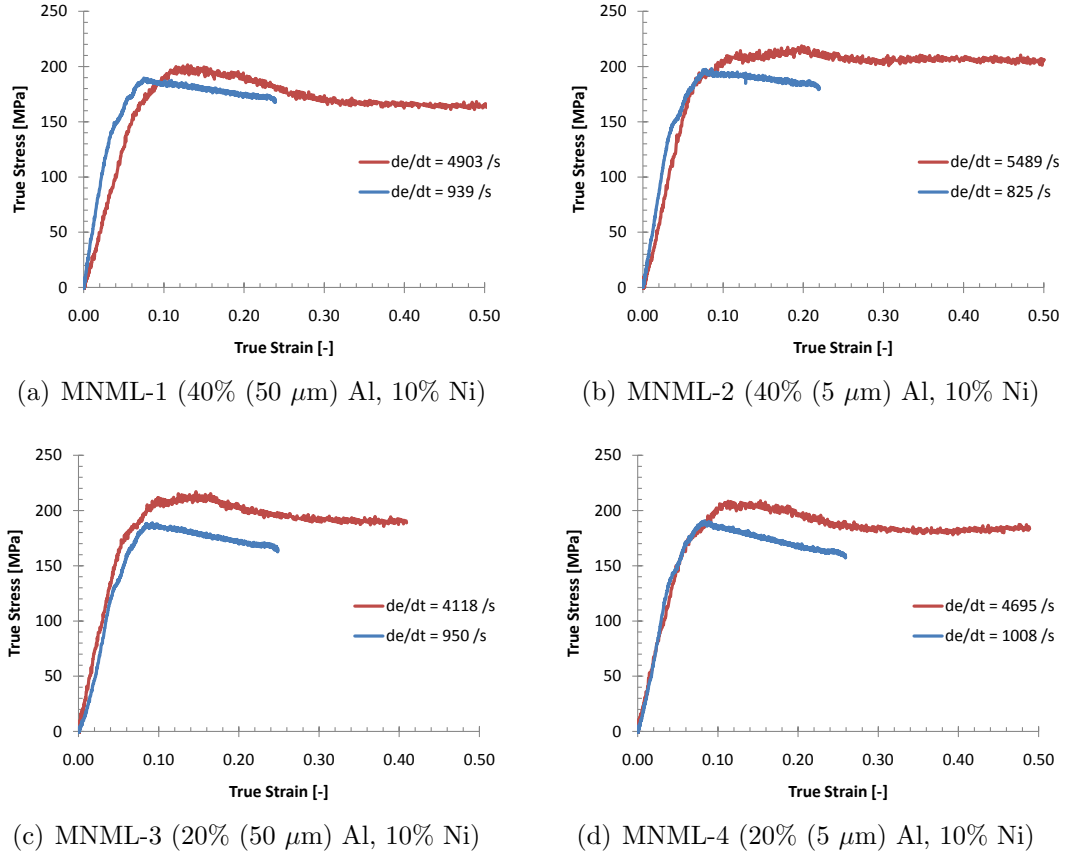 250
200
150
100
50
0
True Stress [MPa]
de/dt = 4903 /s
de/dt = 939 /s
0.00 0.10 0.20 0.30 0.40 0.50
True Strain [-]
(a) MNML-1 (40% (50 μm) Al, 10% Ni)
250
200
150
100
50
0
True Stress [MPa]
de/dt = 5489 /s
de/dt = 825 /s
0.00 0.10 0.20 0.30 0.40 0.50
True Strain [-]
(b) MNML-2 (40% (5 μm) Al, 10% Ni)
250
200
150
100
50
0
True Stress [MPa]
de/dt = 4118 /s
de/dt = 950 /s
0.00 0.10 0.20 0.30 0.40 0.50
True Strain [-]
(c) MNML-3 (20% (50 μm) Al, 10% Ni)
250
200
150
100
50
0
True Stress [MPa]
de/dt = 4695 /s
de/dt = 1008 /s
0.00 0.10 0.20 0.30 0.40 0.50
True Strain [-]
(d) MNML-4 (20% (5 μm) Al, 10% Ni)